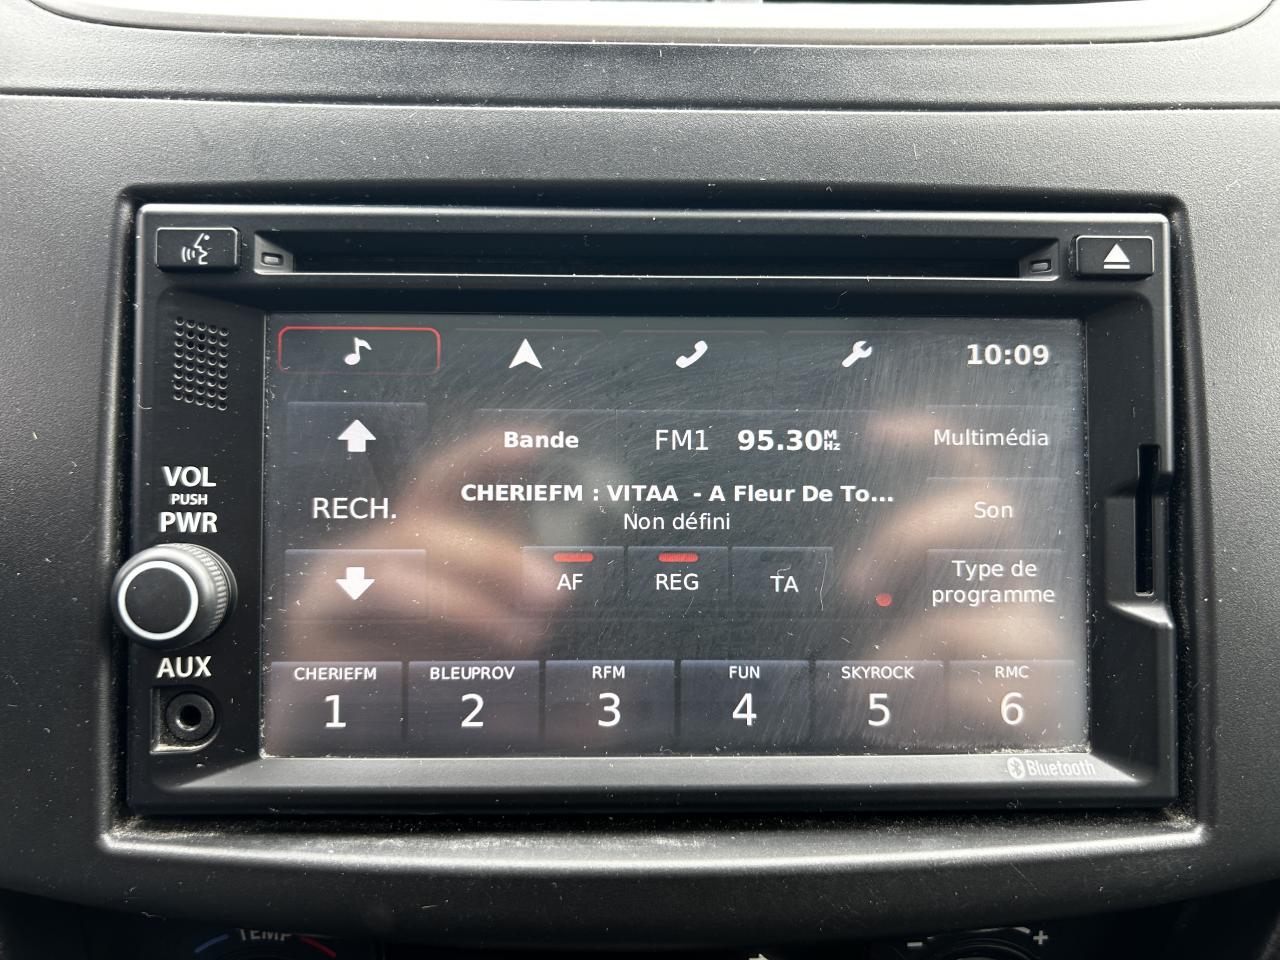 10:09
Bande FM1 95.30 MHz
Multimédia
CHERIEFM : VITAA - A Fleur De To...
Non défini
RECH.
Son
VOL
PUSH
PWR
AF REG TA
Type de
programme
AUX
CHERIEFM BLEUPROV RFM FUN SKYROCK RMC
1 2 3 4 5 6
Bluetooth
TEMP
- +